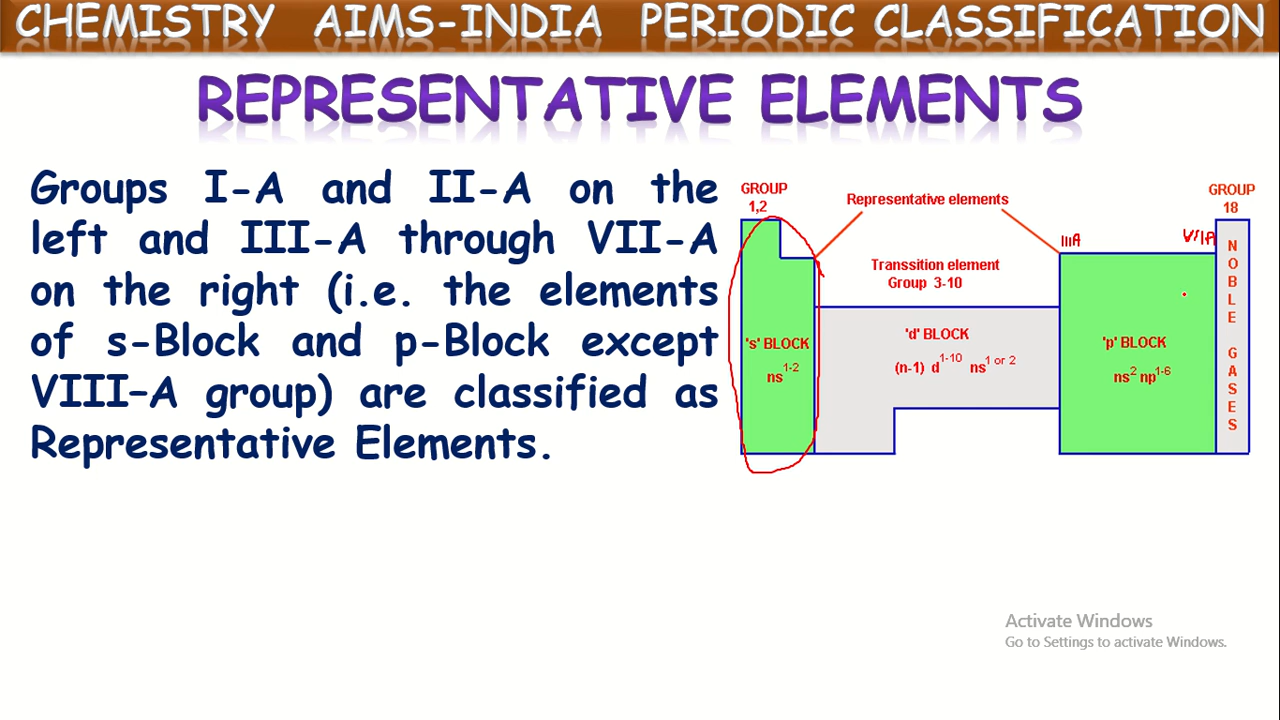 CHEMISTRY AIMS-INDIA PERIODIC CLASSIFICATION
REPRESENTATIVE ELEMENTS
Groups I-A and II-A on the
left and III-A through VII-A
on the right (i.e. the elements
of s-Block and p-Block except
VIII–A group) are classified as
Representative Elements.
GROUP
1,2
Representative elements
GROUP
18
IIIA
VIIA
Transsition element
Group 3-10
's' BLOCK
ns1-2
'd' BLOCK
(n-1) d1-10 ns1 or 2
'p' BLOCK
ns2 np1-6
NOBLE GASES
Activate Windows
Go to Settings to activate Windows.